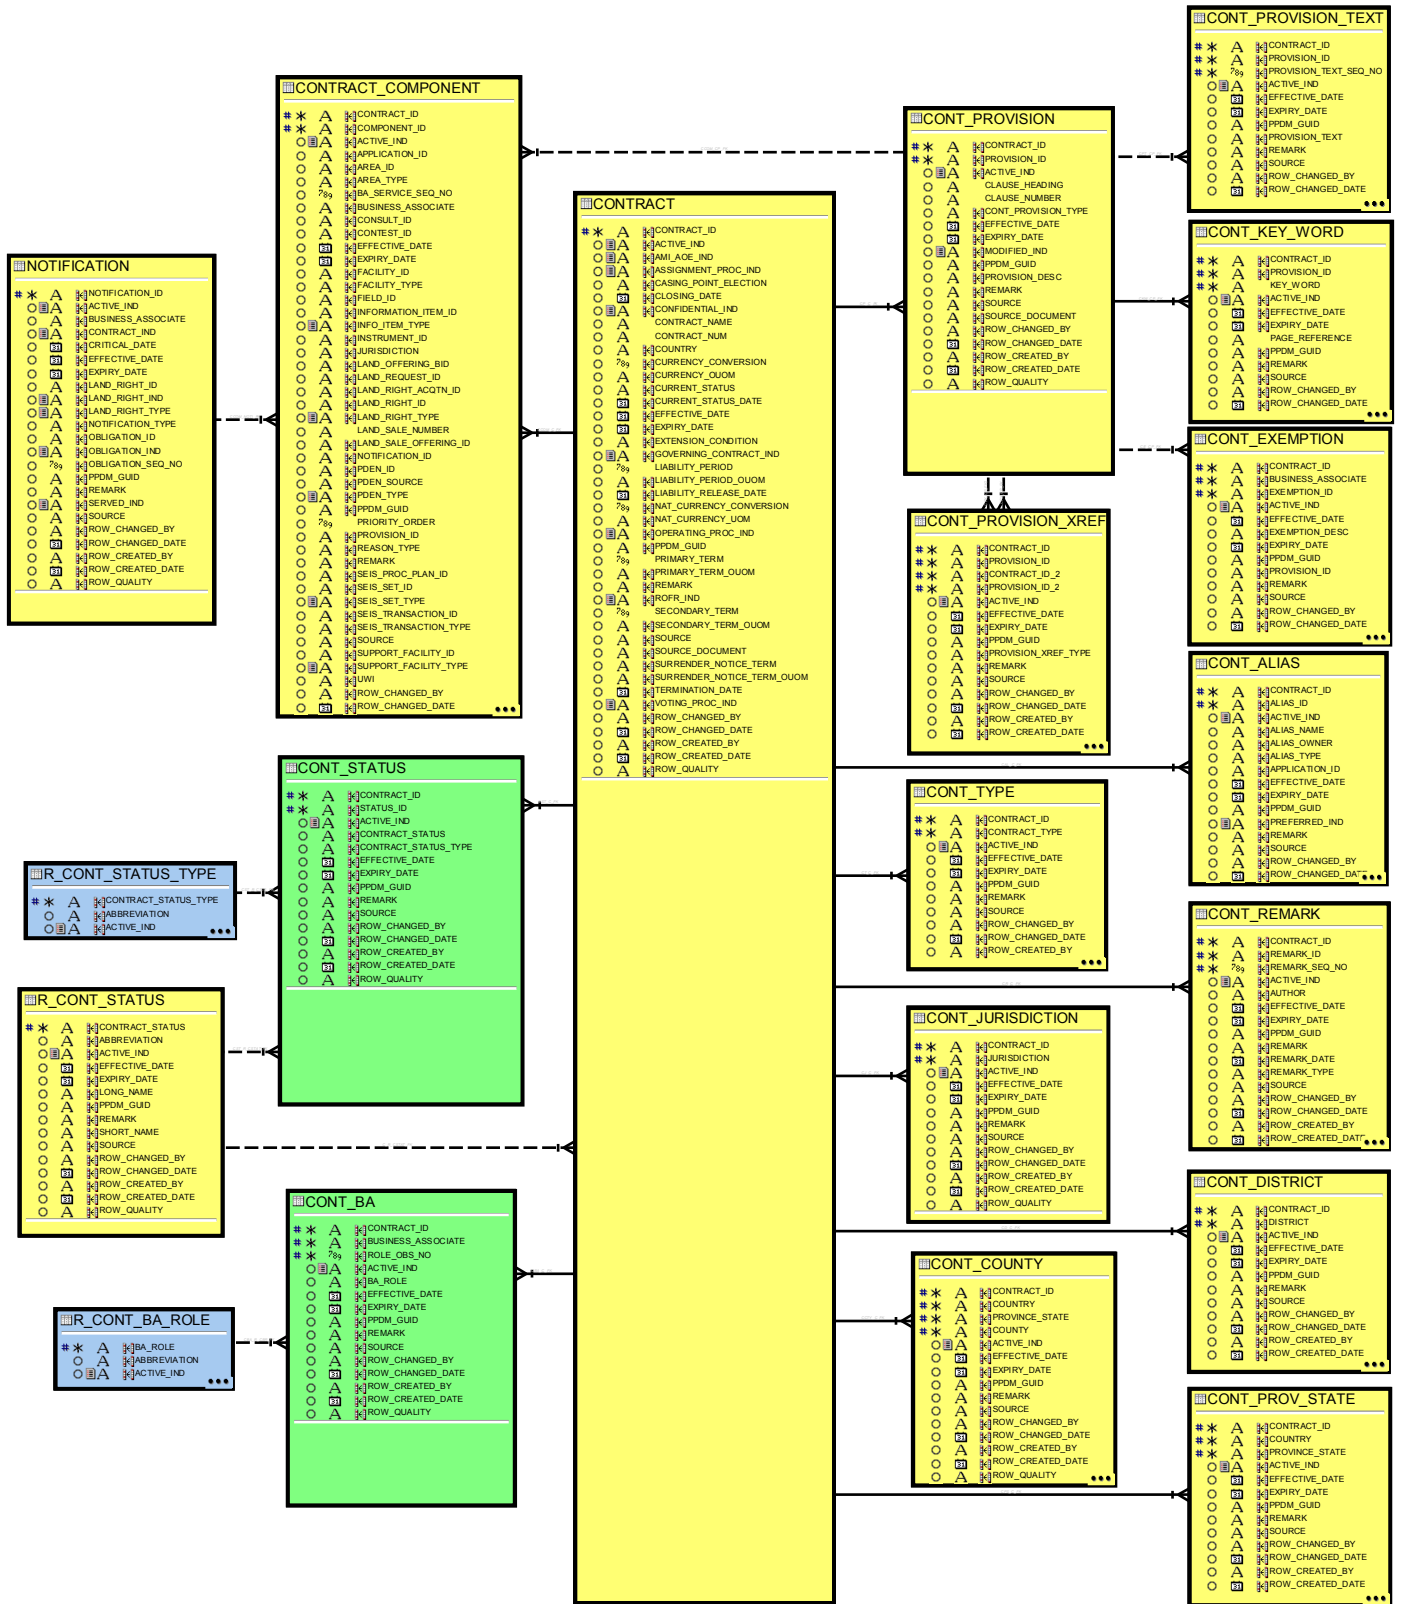 NOTIFICATION
NOTIFICATION_ID
ACTIVE_IND
BUSINESS_ASSOCIATE
CONTRACT_IND
CRITICAL_DATE
EFFECTIVE_DATE
EXPIRY_DATE
LAND_RIGHT_ID
LAND_RIGHT_IND
LAND_RIGHT_TYPE
NOTIFICATION_TYPE
OBLIGATION_ID
OBLIGATION_IND
OBLIGATION_SEQ_NO
PPDM_GUID
REMARK
SERVED_IND
SOURCE
ROW_CHANGED_BY
ROW_CHANGED_DATE
ROW_CREATED_BY
ROW_CREATED_DATE
ROW_QUALITY
R_CONT_STATUS_TYPE
CONTRACT_STATUS_TYPE
ABBREVIATION
ACTIVE_IND
R_CONT_STATUS
CONTRACT_STATUS
ABBREVIATION
ACTIVE_IND
EFFECTIVE_DATE
EXPIRY_DATE
LONG_NAME
PPDM_GUID
REMARK
SHORT_NAME
SOURCE
ROW_CHANGED_BY
ROW_CHANGED_DATE
ROW_CREATED_BY
ROW_CREATED_DATE
ROW_QUALITY
R_CONT_BA_ROLE
BA_ROLE
ABBREVIATION
ACTIVE_IND
CONTRACT_COMPONENT
CONTRACT_ID
COMPONENT_ID
ACTIVE_IND
APPLICATION_ID
AREA_ID
AREA_TYPE
BA_SERVICE_SEQ_NO
BUSINESS_ASSOCIATE
CONSULT_ID
CONTEST_ID
EFFECTIVE_DATE
EXPIRY_DATE
FACILITY_ID
FACILITY_TYPE
FIELD_ID
INFORMATION_ITEM_ID
INFO_ITEM_TYPE
INSTRUMENT_ID
JURISDICTION
LAND_OFFERING_BID
LAND_REQUEST_ID
LAND_RIGHT_ACQTN_ID
LAND_RIGHT_ID
LAND_RIGHT_TYPE
LAND_SALE_NUMBER
LAND_SALE_OFFERING_ID
NOTIFICATION_ID
PDEN_ID
PDEN_SOURCE
PDEN_TYPE
PPDM_GUID
PRIORITY_ORDER
PROVISION_ID
REASON_TYPE
REMARK
SEIS_PROC_PLAN_ID
SEIS_SET_ID
SEIS_SET_TYPE
SEIS_TRANSACTION_ID
SEIS_TRANSACTION_TYPE
SOURCE
SUPPORT_FACILITY_ID
SUPPORT_FACILITY_TYPE
UWI
ROW_CHANGED_BY
ROW_CHANGED_DATE
CONT_STATUS
CONTRACT_ID
STATUS_ID
ACTIVE_IND
CONTRACT_STATUS
CONTRACT_STATUS_TYPE
EFFECTIVE_DATE
EXPIRY_DATE
PPDM_GUID
REMARK
SOURCE
ROW_CHANGED_BY
ROW_CHANGED_DATE
ROW_CREATED_BY
ROW_CREATED_DATE
ROW_QUALITY
CONT_BA
CONTRACT_ID
BUSINESS_ASSOCIATE
ROLE_OBS_NO
ACTIVE_IND
BA_ROLE
EFFECTIVE_DATE
EXPIRY_DATE
PPDM_GUID
REMARK
SOURCE
ROW_CHANGED_BY
ROW_CHANGED_DATE
ROW_CREATED_BY
ROW_CREATED_DATE
ROW_QUALITY
CONTRACT
CONTRACT_ID
ACTIVE_IND
AMI_AOE_IND
ASSIGNMENT_PROC_IND
CASING_POINT_ELECTION
CLOSING_DATE
CONFIDENTIAL_IND
CONTRACT_NAME
CONTRACT_NUM
COUNTRY
CURRENCY_CONVERSION
CURRENCY_OUOM
CURRENT_STATUS
CURRENT_STATUS_DATE
EFFECTIVE_DATE
EXPIRY_DATE
EXTENSION_CONDITION
GOVERNING_CONTRACT_IND
LIABILITY_PERIOD
LIABILITY_PERIOD_OUOM
LIABILITY_RELEASE_DATE
NAT_CURRENCY_CONVERSION
NAT_CURRENCY_UOM
OPERATING_PROC_IND
PPDM_GUID
PRIMARY_TERM
PRIMARY_TERM_OUOM
REMARK
ROFR_IND
SECONDARY_TERM
SECONDARY_TERM_OUOM
SOURCE
SOURCE_DOCUMENT
SURRENDER_NOTICE_TERM
SURRENDER_NOTICE_TERM_OUOM
TERMINATION_DATE
VOTING_PROC_IND
ROW_CHANGED_BY
ROW_CHANGED_DATE
ROW_CREATED_BY
ROW_CREATED_DATE
ROW_QUALITY
CONT_PROVISION
CONTRACT_ID
PROVISION_ID
ACTIVE_IND
CLAUSE_HEADING
CLAUSE_NUMBER
CONT_PROVISION_TYPE
EFFECTIVE_DATE
EXPIRY_DATE
MODIFIED_IND
PPDM_GUID
PROVISION_DESC
REMARK
SOURCE
SOURCE_DOCUMENT
ROW_CHANGED_BY
ROW_CHANGED_DATE
ROW_CREATED_BY
ROW_CREATED_DATE
ROW_QUALITY
CONT_PROVISION_XREF
CONTRACT_ID
PROVISION_ID
CONTRACT_ID_2
PROVISION_ID_2
ACTIVE_IND
EFFECTIVE_DATE
EXPIRY_DATE
PPDM_GUID
PROVISION_XREF_TYPE
REMARK
SOURCE
ROW_CHANGED_BY
ROW_CHANGED_DATE
ROW_CREATED_BY
ROW_CREATED_DATE
CONT_TYPE
CONTRACT_ID
CONTRACT_TYPE
ACTIVE_IND
EFFECTIVE_DATE
EXPIRY_DATE
PPDM_GUID
REMARK
SOURCE
ROW_CHANGED_BY
ROW_CHANGED_DATE
ROW_CREATED_BY
CONT_JURISDICTION
CONTRACT_ID
JURISDICTION
ACTIVE_IND
EFFECTIVE_DATE
EXPIRY_DATE
PPDM_GUID
REMARK
SOURCE
ROW_CHANGED_BY
ROW_CHANGED_DATE
ROW_CREATED_BY
ROW_CREATED_DATE
ROW_QUALITY
CONT_COUNTY
CONTRACT_ID
COUNTRY
PROVINCE_STATE
COUNTY
ACTIVE_IND
EFFECTIVE_DATE
EXPIRY_DATE
PPDM_GUID
REMARK
SOURCE
ROW_CHANGED_BY
ROW_CHANGED_DATE
ROW_CREATED_BY
ROW_CREATED_DATE
ROW_QUALITY
CONT_PROVISION_TEXT
CONTRACT_ID
PROVISION_ID
PROVISION_TEXT_SEQ_NO
ACTIVE_IND
EFFECTIVE_DATE
EXPIRY_DATE
PPDM_GUID
PROVISION_TEXT
REMARK
SOURCE
ROW_CHANGED_BY
ROW_CHANGED_DATE
CONT_KEY_WORD
CONTRACT_ID
PROVISION_ID
KEY_WORD
ACTIVE_IND
EFFECTIVE_DATE
EXPIRY_DATE
PAGE_REFERENCE
PPDM_GUID
REMARK
SOURCE
ROW_CHANGED_BY
ROW_CHANGED_DATE
CONT_EXEMPTION
CONTRACT_ID
BUSINESS_ASSOCIATE
EXEMPTION_ID
ACTIVE_IND
EFFECTIVE_DATE
EXEMPTION_DESC
EXPIRY_DATE
PPDM_GUID
PROVISION_ID
REMARK
SOURCE
ROW_CHANGED_BY
ROW_CHANGED_DATE
CONT_ALIAS
CONTRACT_ID
ALIAS_ID
ACTIVE_IND
ALIAS_NAME
ALIAS_OWNER
ALIAS_TYPE
APPLICATION_ID
EFFECTIVE_DATE
EXPIRY_DATE
PPDM_GUID
PREFERRED_IND
REMARK
SOURCE
ROW_CHANGED_BY
ROW_CHANGED_DATE
CONT_REMARK
CONTRACT_ID
REMARK_ID
REMARK_SEQ_NO
ACTIVE_IND
AUTHOR
EFFECTIVE_DATE
EXPIRY_DATE
PPDM_GUID
REMARK
REMARK_DATE
REMARK_TYPE
SOURCE
ROW_CHANGED_BY
ROW_CHANGED_DATE
ROW_CREATED_BY
ROW_CREATED_DATE
CONT_DISTRICT
CONTRACT_ID
DISTRICT
ACTIVE_IND
EFFECTIVE_DATE
EXPIRY_DATE
PPDM_GUID
REMARK
SOURCE
ROW_CHANGED_BY
ROW_CHANGED_DATE
ROW_CREATED_BY
ROW_CREATED_DATE
CONT_PROV_STATE
CONTRACT_ID
COUNTRY
PROVINCE_STATE
ACTIVE_IND
EFFECTIVE_DATE
EXPIRY_DATE
PPDM_GUID
REMARK
SOURCE
ROW_CHANGED_BY
ROW_CHANGED_DATE
ROW_CREATED_BY
ROW_CREATED_DATE